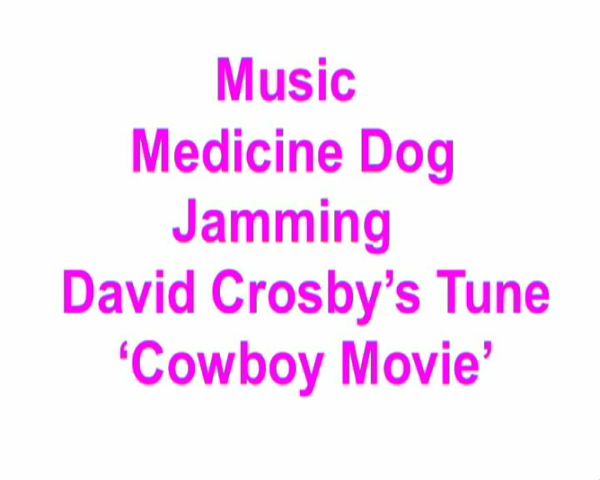 Music
Medicine Dog
Jamming
David Crosby’s Tune
‘Cowboy Movie’